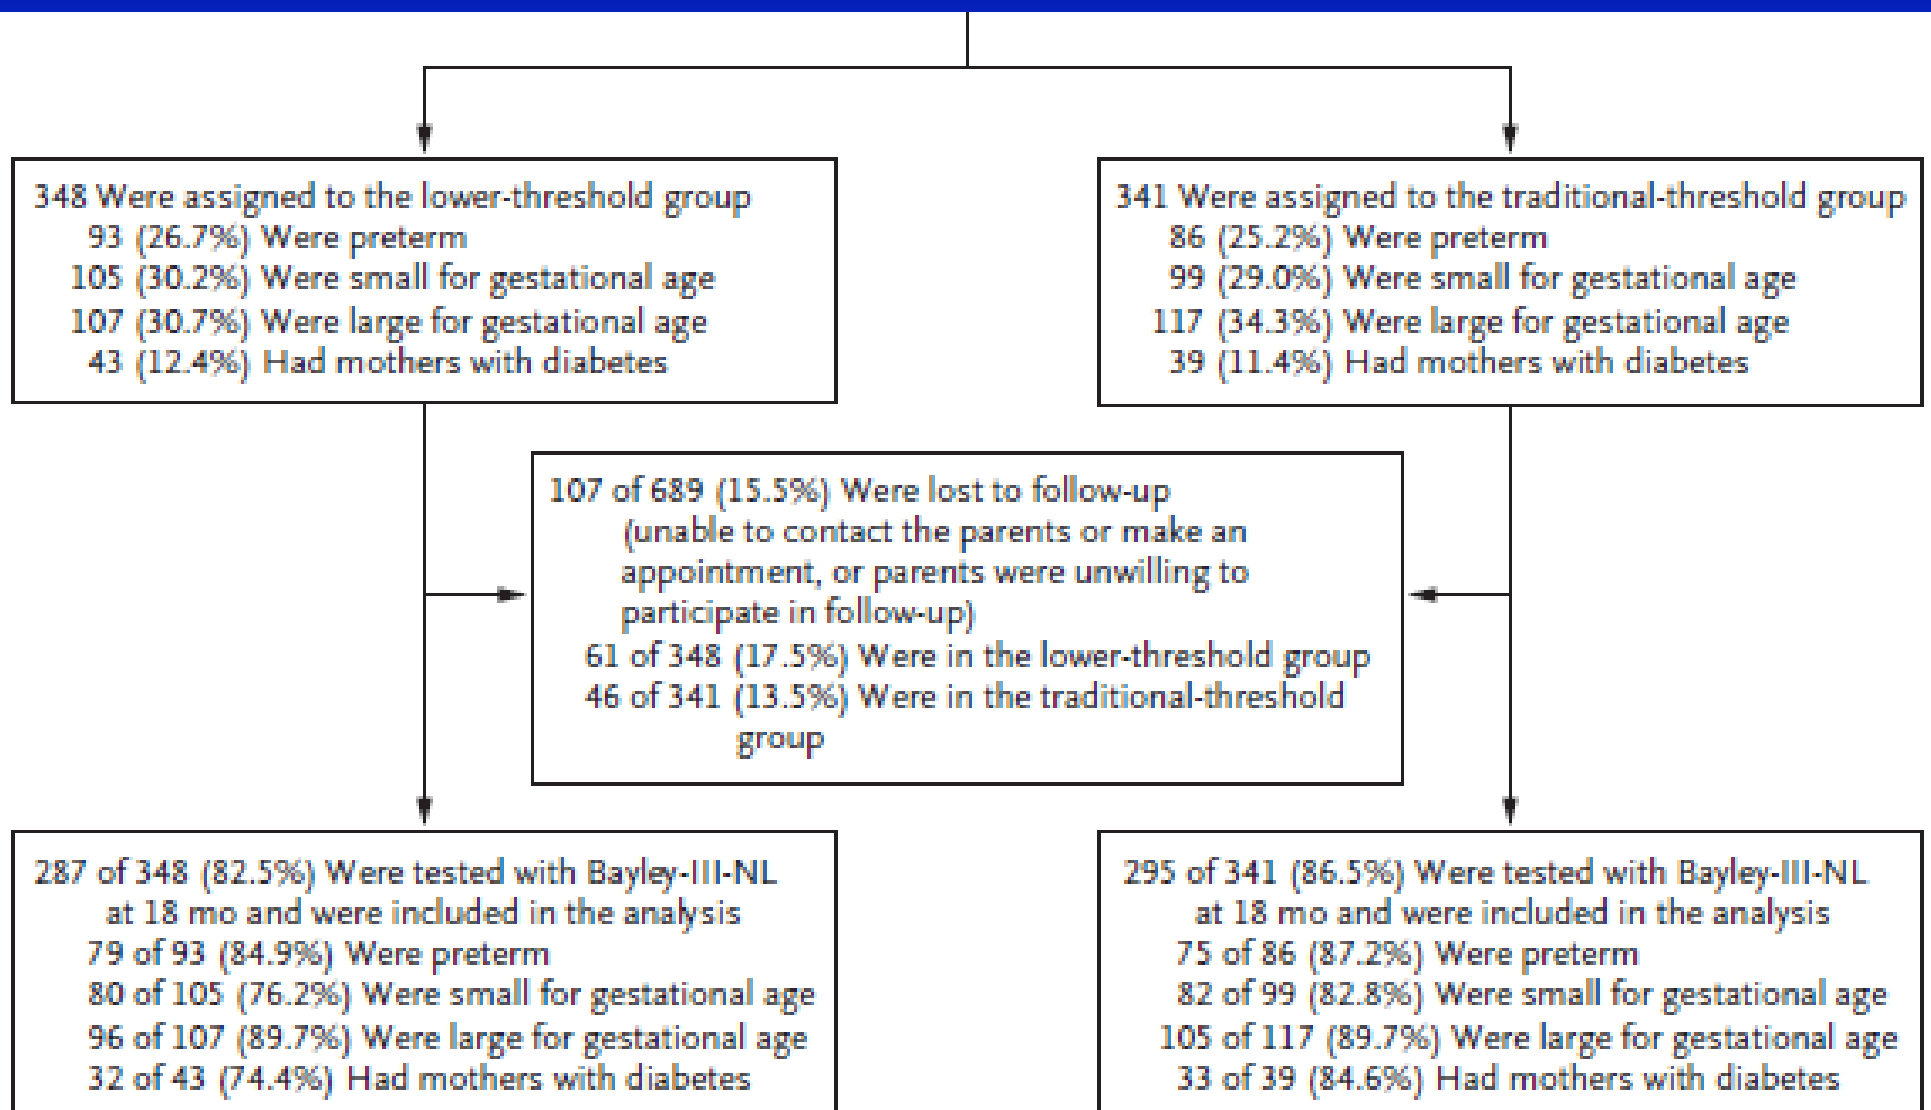 348 Were assigned to the lower-threshold group
93 (26.7%) Were preterm
105 (30.2%) Were small for gestational age
107 (30.7%) Were large for gestational age
43 (12.4%) Had mothers with diabetes
341 Were assigned to the traditional-threshold group
86 (25.2%) Were preterm
99 (29.0%) Were small for gestational age
117 (34.3%) Were large for gestational age
39 (11.4%) Had mothers with diabetes
107 of 689 (15.5%) Were lost to follow-up
(unable to contact the parents or make an
appointment, or parents were unwilling to
participate in follow-up)
61 of 348 (17.5%) Were in the lower-threshold group
46 of 341 (13.5%) Were in the traditional-threshold
group
287 of 348 (82.5%) Were tested with Bayley-III-NL
at 18 mo and were included in the analysis
79 of 93 (84.9%) Were preterm
80 of 105 (76.2%) Were small for gestational age
96 of 107 (89.7%) Were large for gestational age
32 of 43 (74.4%) Had mothers with diabetes
295 of 341 (86.5%) Were tested with Bayley-III-NL
at 18 mo and were included in the analysis
75 of 86 (87.2%) Were preterm
82 of 99 (82.8%) Were small for gestational age
105 of 117 (89.7%) Were large for gestational age
33 of 39 (84.6%) Had mothers with diabetes